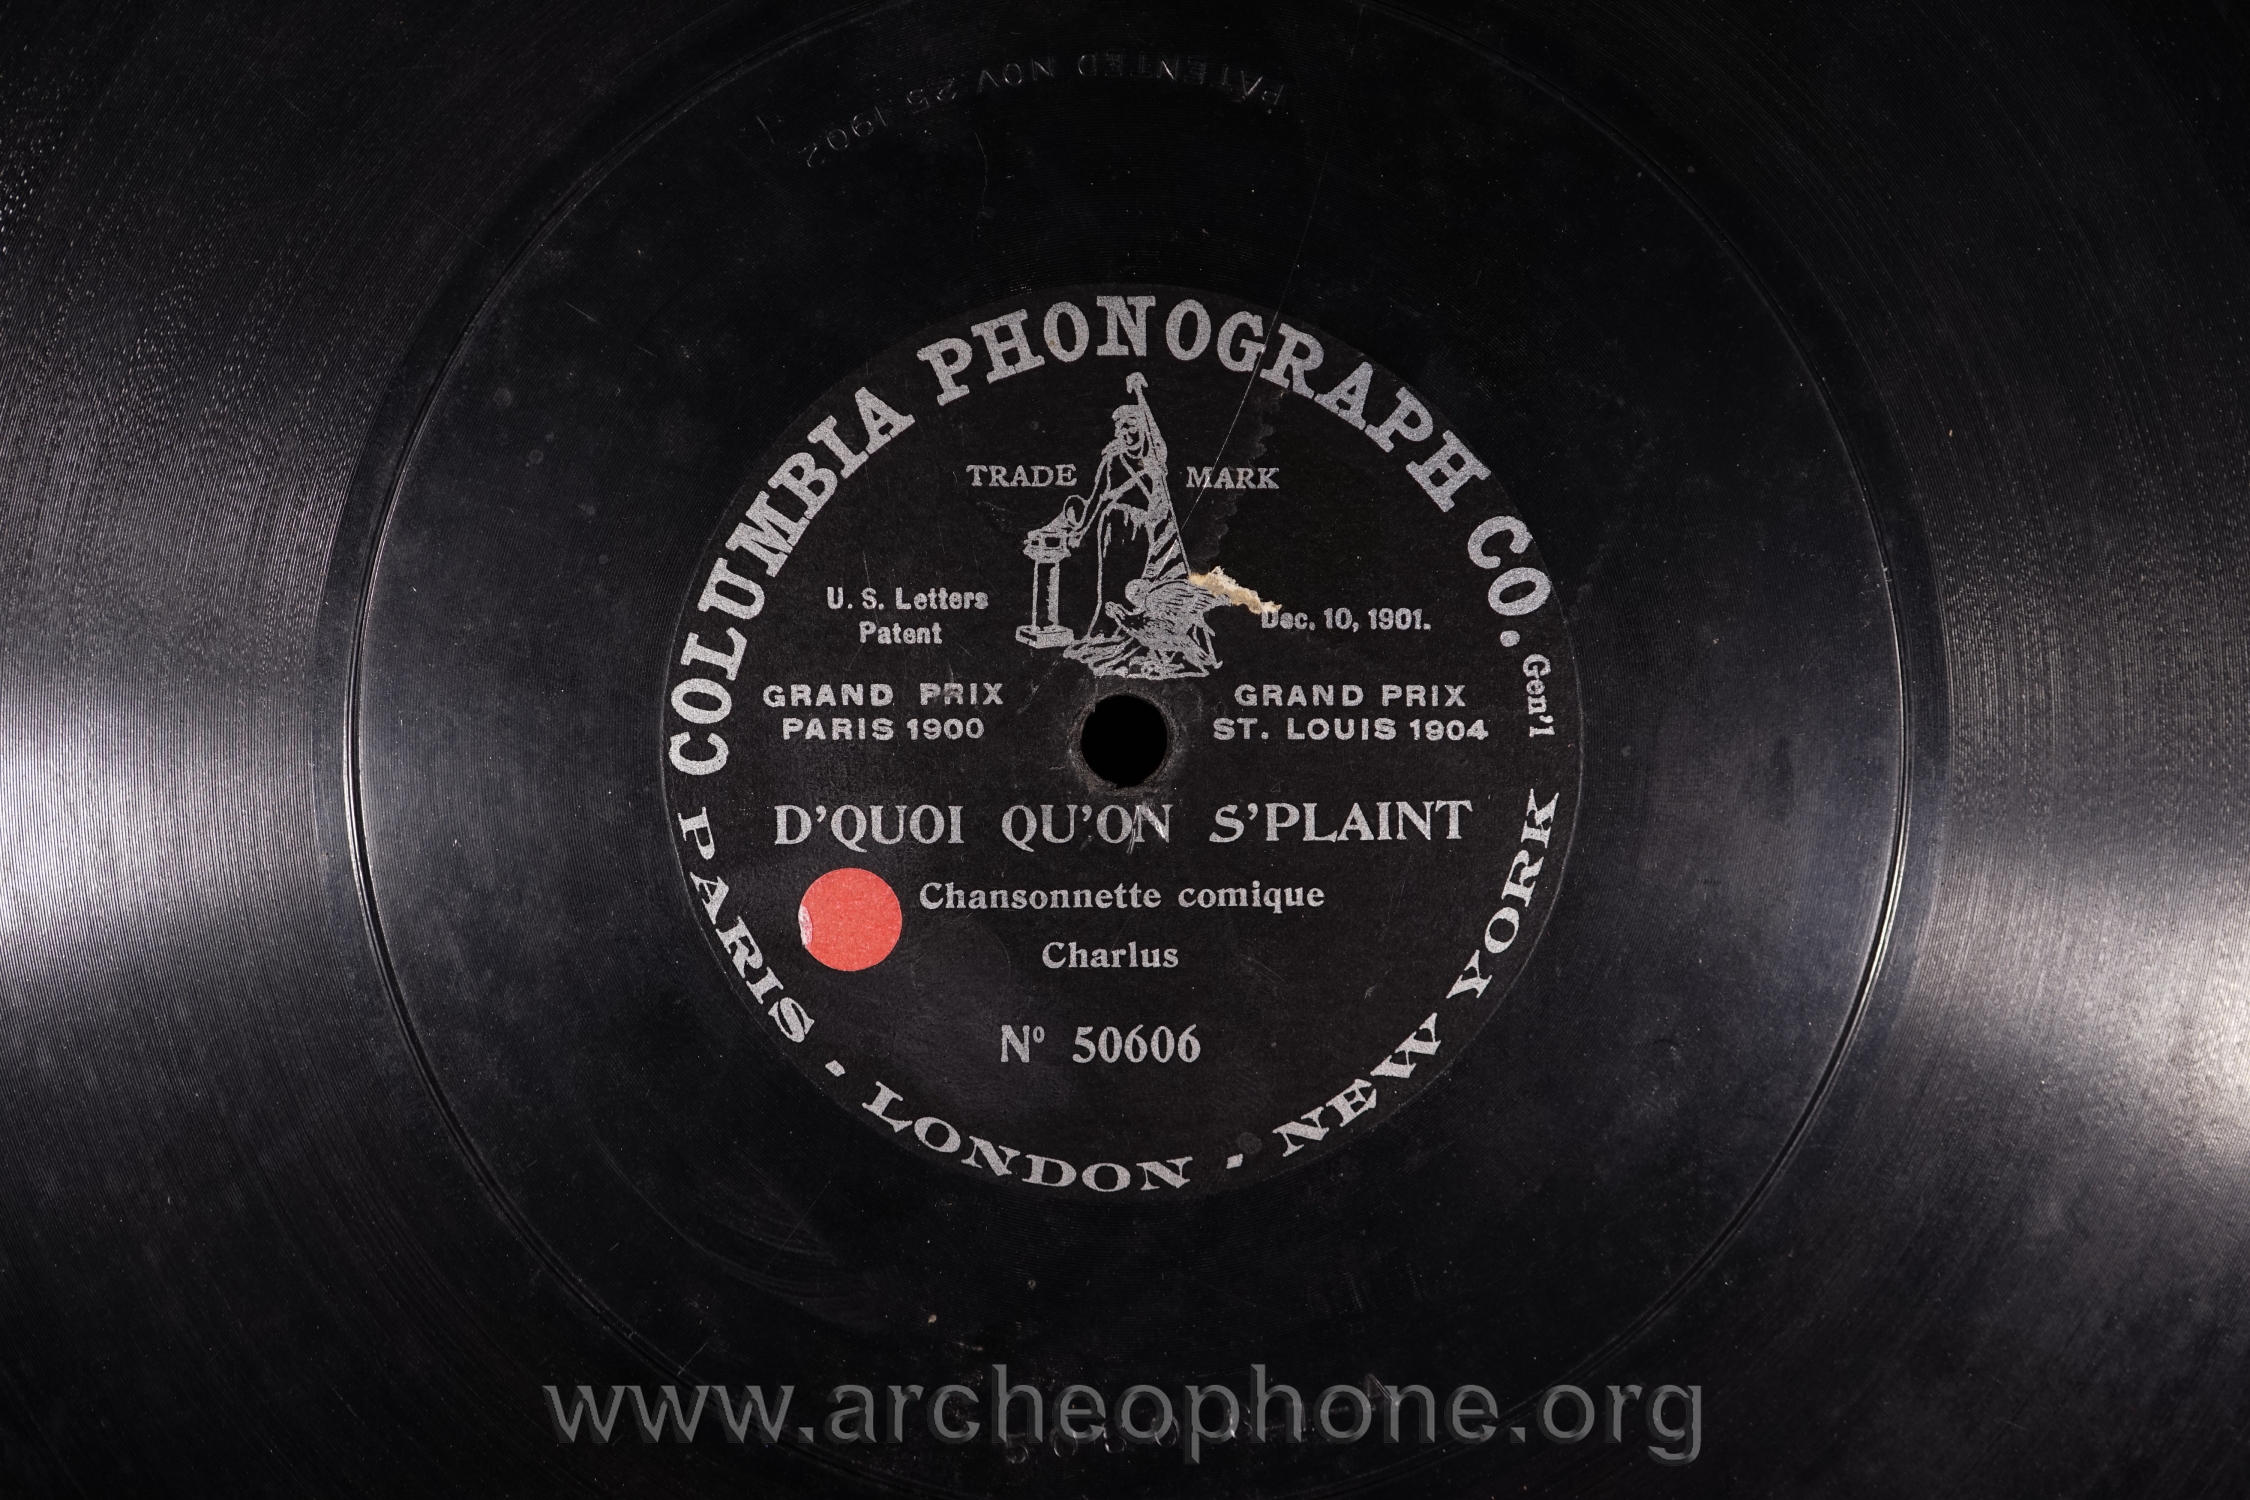 PATENTED NOV 25 1902
COLUMBIA PHONOGRAPH CO. Gen'l
TRADE MARK
U. S. Letters
Patent
Dec. 10, 1901.
GRAND PRIX
PARIS 1900
GRAND PRIX
ST. LOUIS 1904
D'QUOI QU'ON S'PLAINT
Chansonnette comique
Charlus
Nº 50606
PARIS - LONDON - NEW YORK
www.archeophone.org